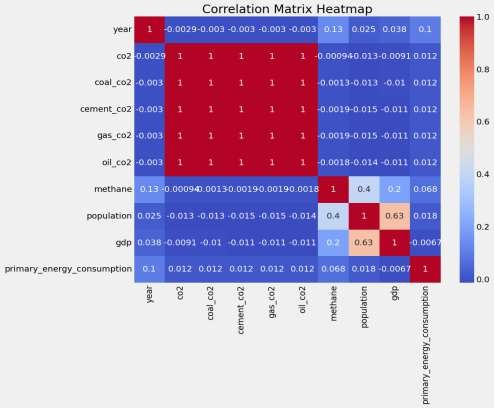 Correlation Matrix Heatmap
year 1 -0.0029 -0.003 -0.003 -0.003 -0.003 0.13 0.025 0.038 0.1
co2 -0.0029 1 1 1 1 1 -0.00094 -0.013 -0.0091 0.012
coal_co2 -0.003 1 1 1 1 1 -0.0013 -0.013 -0.01 0.012
cement_co2 -0.003 1 1 1 1 1 -0.0019 -0.015 -0.011 0.012
gas_co2 -0.003 1 1 1 1 1 -0.0019 -0.015 -0.011 0.012
oil_co2 -0.003 1 1 1 1 1 -0.0018 -0.014 -0.011 0.012
methane 0.13 -0.00094 -0.0013 -0.0019 -0.0019 -0.0018 1 0.4 0.2 0.068
population 0.025 -0.013 -0.013 -0.015 -0.015 -0.014 0.4 1 0.63 0.018
gdp 0.038 -0.0091 -0.01 -0.011 -0.011 -0.011 0.2 0.63 1 -0.0067
primary_energy_consumption 0.1 0.012 0.012 0.012 0.012 0.012 0.068 0.018 -0.0067 1
year co2 coal_co2 cement_co2 gas_co2 oil_co2 methane population gdp primary_energy_consumption
1.0
0.8
0.6
0.4
0.2
0.0